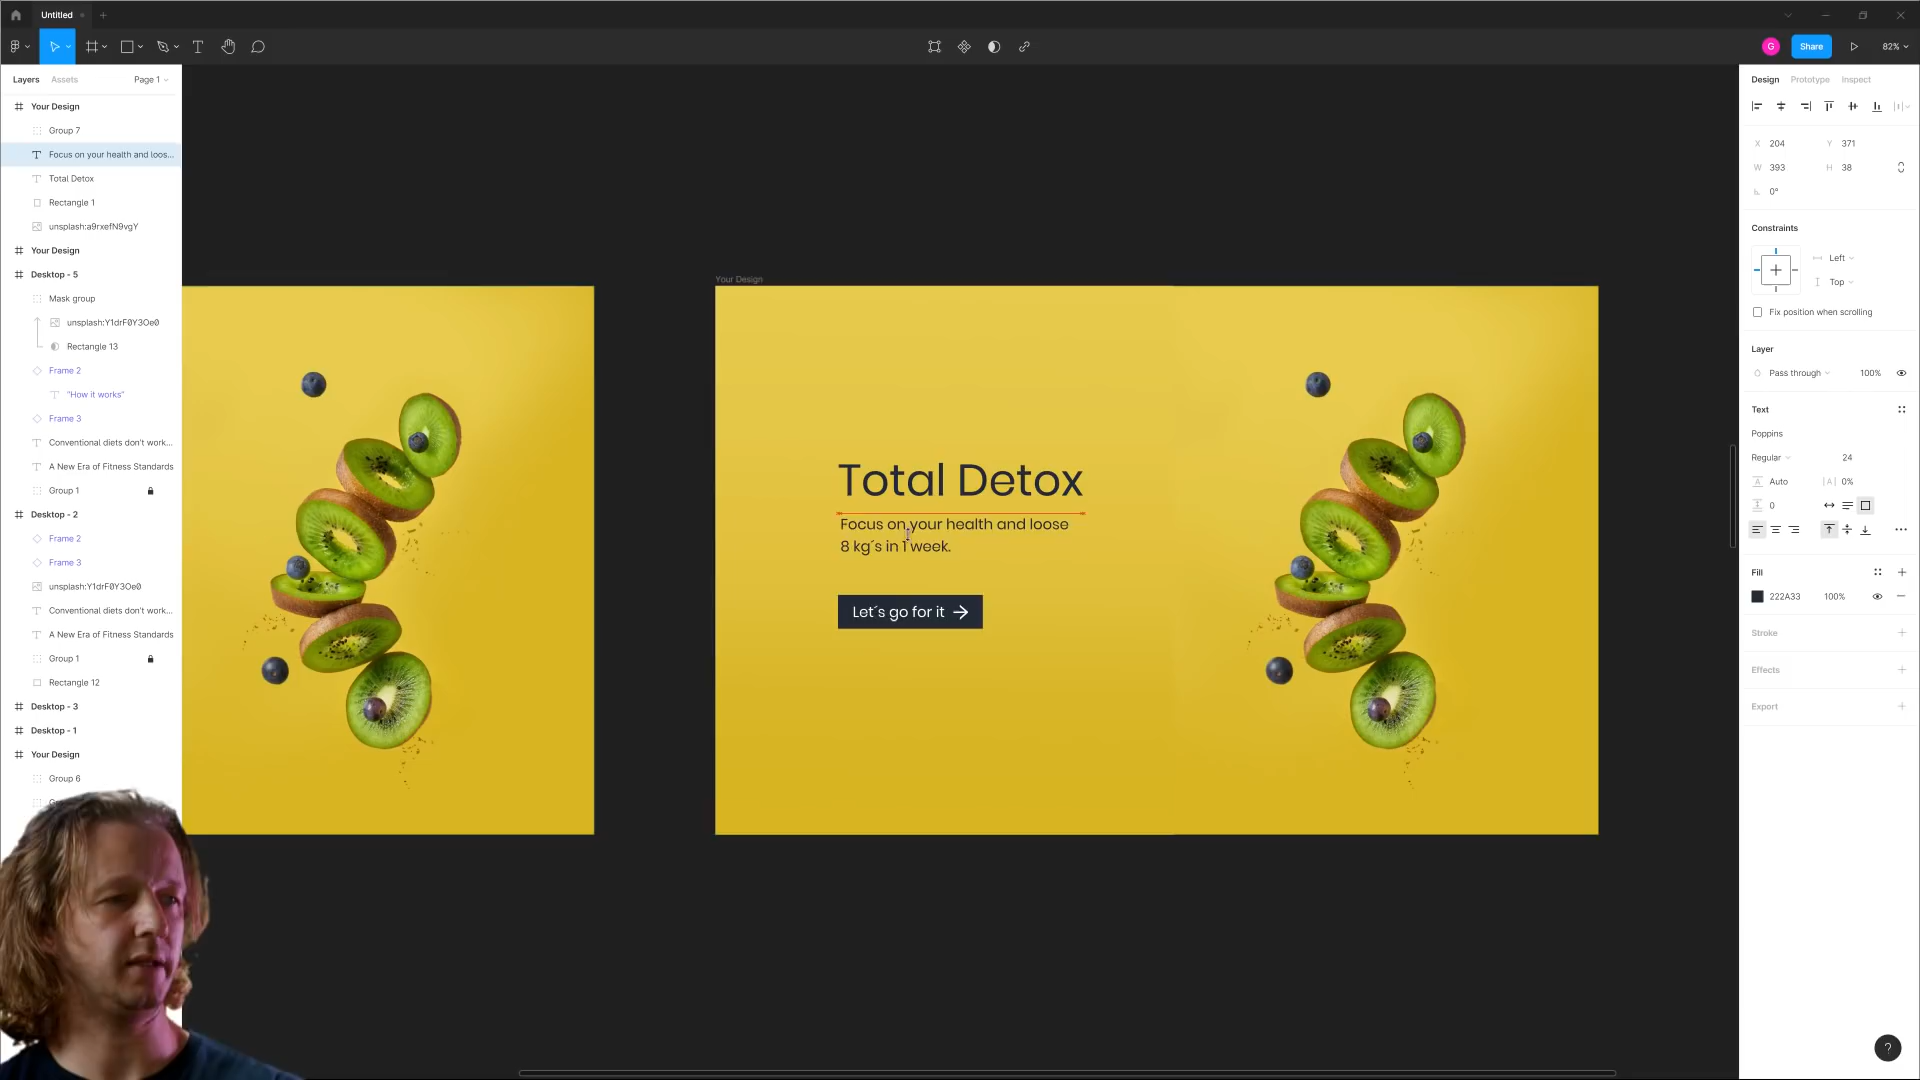 Untitled
Share
82%
Layers
Assets
Page 1
Your Design
Group 7
Focus on your health and loos...
Total Detox
Rectangle 1
unsplash:a9rxefN9vgY
Your Design
Desktop - 5
Mask group
unsplash:Y1drF0Y3Oe0
Rectangle 13
Frame 2
"How it works"
Frame 3
Conventional diets don't work...
A New Era of Fitness Standards
Group 1
Desktop - 2
Frame 2
Frame 3
unsplash:Y1drF0Y3Oe0
Conventional diets don't work...
A New Era of Fitness Standards
Group 1
Rectangle 12
Desktop - 3
Desktop - 1
Your Design
Group 6
Your Design
Total Detox
Focus on your health and loose
8 kg´s in 1 week.
Let´s go for it
G
Design
Prototype
Inspect
X 204
Y 371
W 393
H 38
0°
Constraints
Left
Top
Fix position when scrolling
Layer
Pass through
100%
Text
Poppins
Regular
24
A Auto
|A| 0%
0
Fill
222A33
100%
Stroke
Effects
Export
?